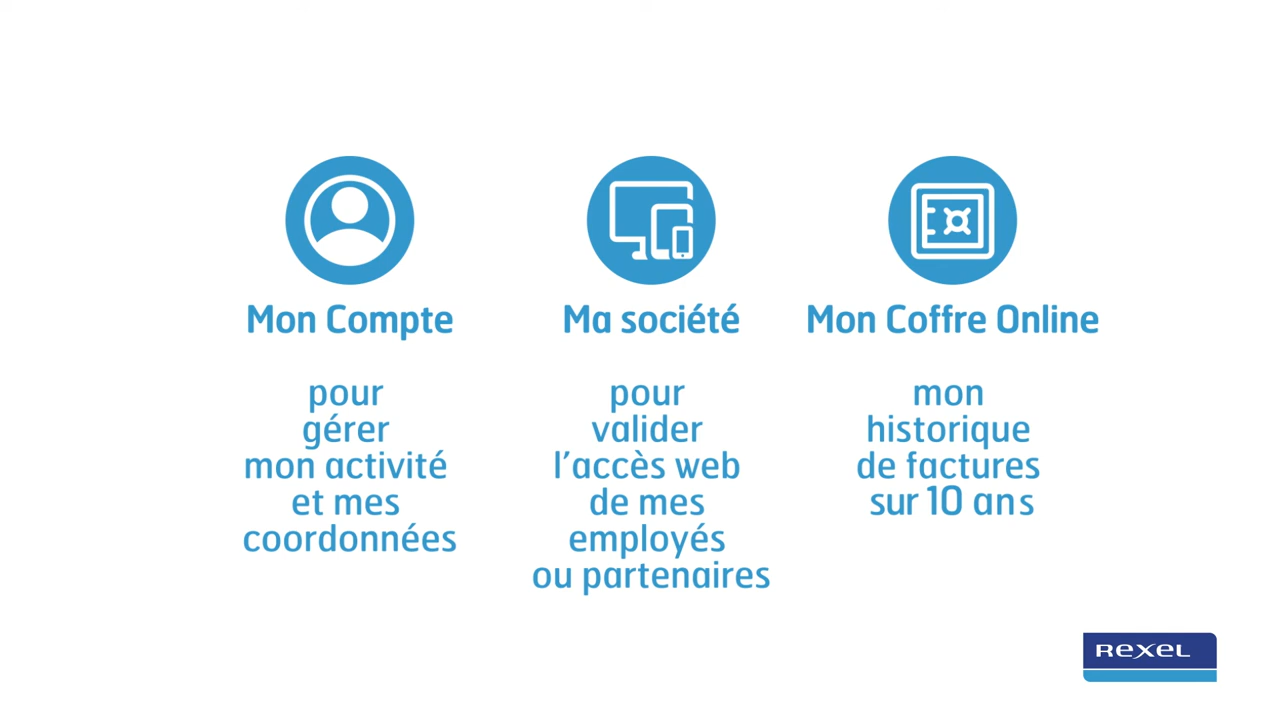 Mon Compte
pour
gérer
mon activité
et mes
coordonnées
Ma société
pour
valider
l'accès web
de mes
employés
ou partenaires
Mon Coffre Online
mon
historique
de factures
sur 10 ans
REXEL